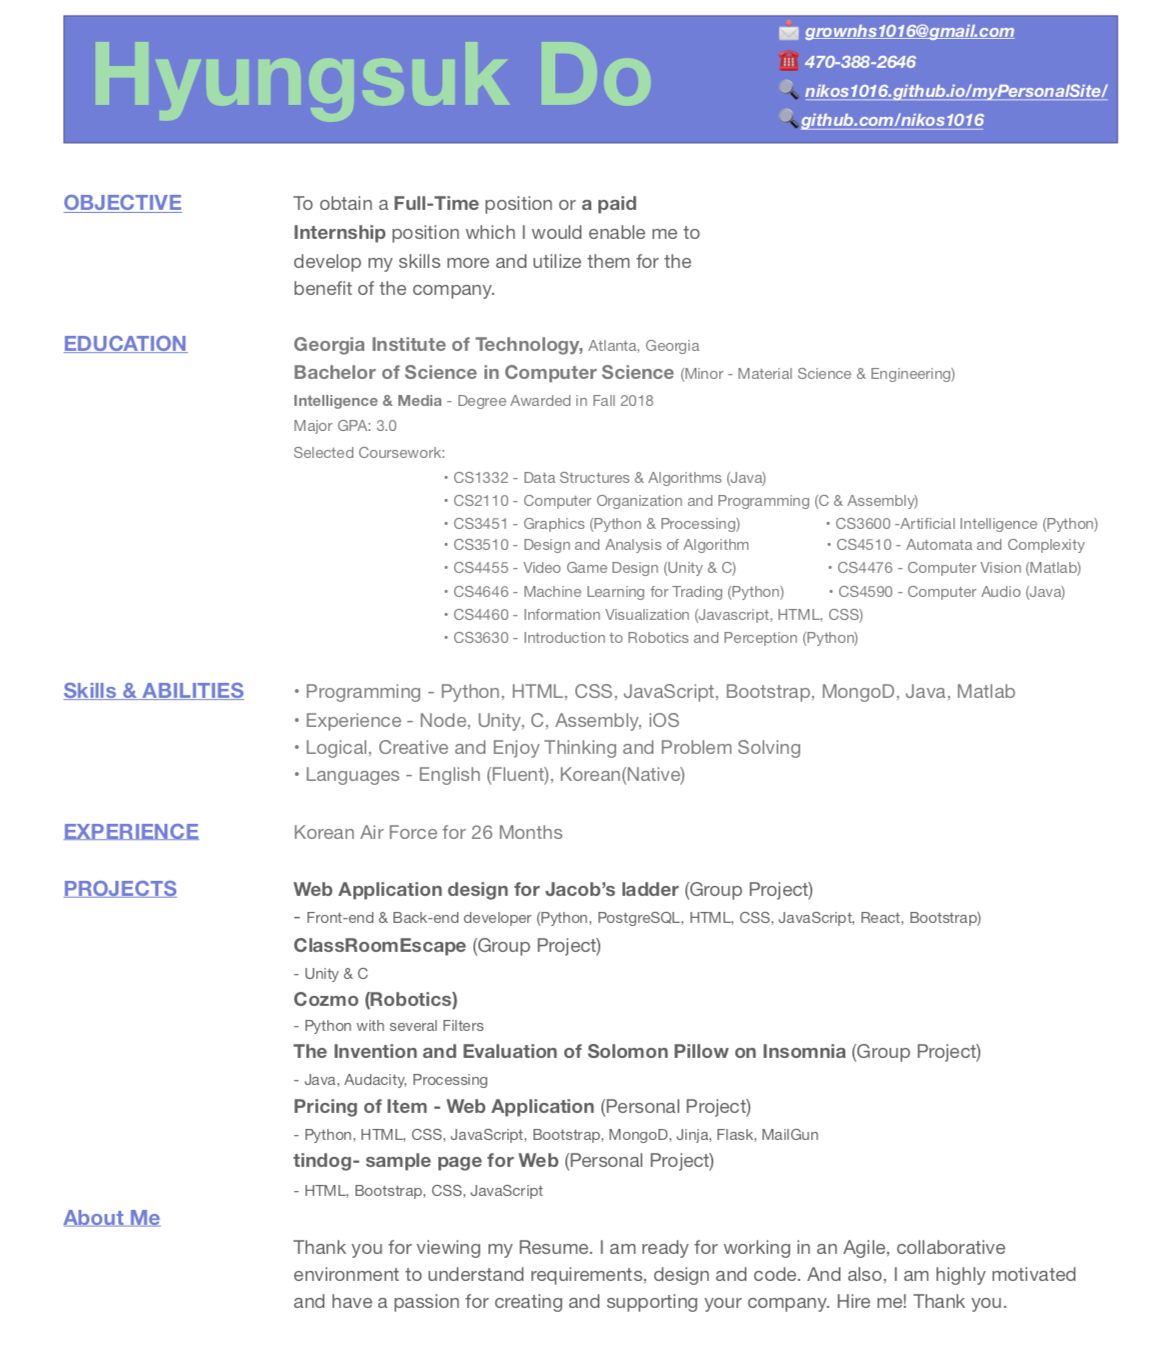 Hyungsuk Do
grownhs1016@gmail.com
470-388-2646
nikos1016.github.io/myPersonalSite/
github.com/nikos1016
OBJECTIVE
To obtain a Full-Time position or a paid
Internship position which I would enable me to
develop my skills more and utilize them for the
benefit of the company.
EDUCATION
Georgia Institute of Technology, Atlanta, Georgia
Bachelor of Science in Computer Science (Minor - Material Science & Engineering)
Intelligence & Media - Degree Awarded in Fall 2018
Major GPA: 3.0
Selected Coursework:
• CS1332 - Data Structures & Algorithms (Java)
• CS2110 - Computer Organization and Programming (C & Assembly)
• CS3451 - Graphics (Python & Processing) • CS3600 -Artificial Intelligence (Python)
• CS3510 - Design and Analysis of Algorithm • CS4510 - Automata and Complexity
• CS4455 - Video Game Design (Unity & C) • CS4476 - Computer Vision (Matlab)
• CS4646 - Machine Learning for Trading (Python) • CS4590 - Computer Audio (Java)
• CS4460 - Information Visualization (Javascript, HTML, CSS)
• CS3630 - Introduction to Robotics and Perception (Python)
Skills & ABILITIES
• Programming - Python, HTML, CSS, JavaScript, Bootstrap, MongoD, Java, Matlab
• Experience - Node, Unity, C, Assembly, iOS
• Logical, Creative and Enjoy Thinking and Problem Solving
• Languages - English (Fluent), Korean(Native)
EXPERIENCE
Korean Air Force for 26 Months
PROJECTS
Web Application design for Jacob’s ladder (Group Project)
- Front-end & Back-end developer (Python, PostgreSQL, HTML, CSS, JavaScript, React, Bootstrap)
ClassRoomEscape (Group Project)
- Unity & C
Cozmo (Robotics)
- Python with several Filters
The Invention and Evaluation of Solomon Pillow on Insomnia (Group Project)
- Java, Audacity, Processing
Pricing of Item - Web Application (Personal Project)
- Python, HTML, CSS, JavaScript, Bootstrap, MongoD, Jinja, Flask, MailGun
tindog- sample page for Web (Personal Project)
- HTML, Bootstrap, CSS, JavaScript
About Me
Thank you for viewing my Resume. I am ready for working in an Agile, collaborative
environment to understand requirements, design and code. And also, I am highly motivated
and have a passion for creating and supporting your company. Hire me! Thank you.